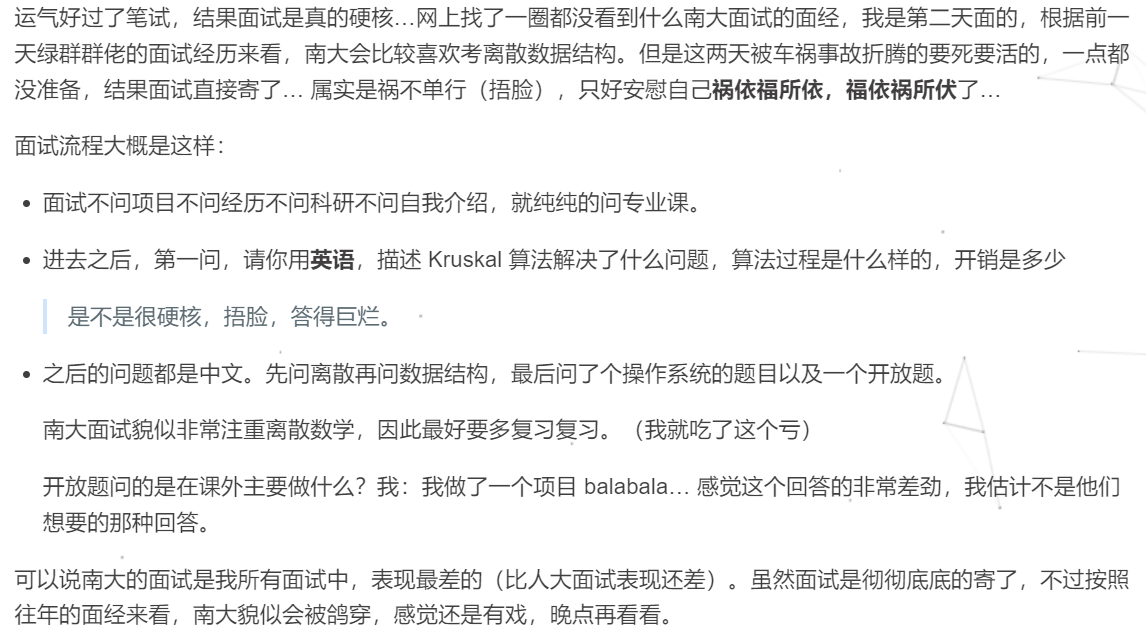 运气好过了笔试，结果面试是真的硬核…网上找了一圈都没看到什么南大面试的面经，我是第二天面的，根据前一
天绿群群佬的面试经历来看，南大会比较喜欢考离散数据结构。但是这两天被车祸事故折腾的要死要活的，一点都
没准备，结果面试直接寄了… 属实是祸不单行（捂脸），只好安慰自己祸依福所依，福依祸所伏了…
面试流程大概是这样：
• 面试不问项目不问经历不问科研不问自我介绍，就纯纯的问专业课。
• 进去之后，第一问，请你用英语，描述 Kruskal 算法解决了什么问题，算法过程是什么样的，开销是多少
是不是很硬核，捂脸，答得巨烂。
• 之后的问题都是中文。先问离散再问数据结构，最后问了个操作系统的题目以及一个开放题。
南大面试貌似非常注重离散数学，因此最好要多复习复习。（我就吃了这个亏）
开放题问的是在课外主要做什么？我：我做了一个项目 balabala… 感觉这个回答的非常差劲，我估计不是他们
想要的那种回答。
可以说南大的面试是我所有面试中，表现最差的（比人大面试表现还差）。虽然面试是彻彻底底的寄了，不过按照
往年的面经来看，南大貌似会被鸽穿，感觉还是有戏，晚点再看看。